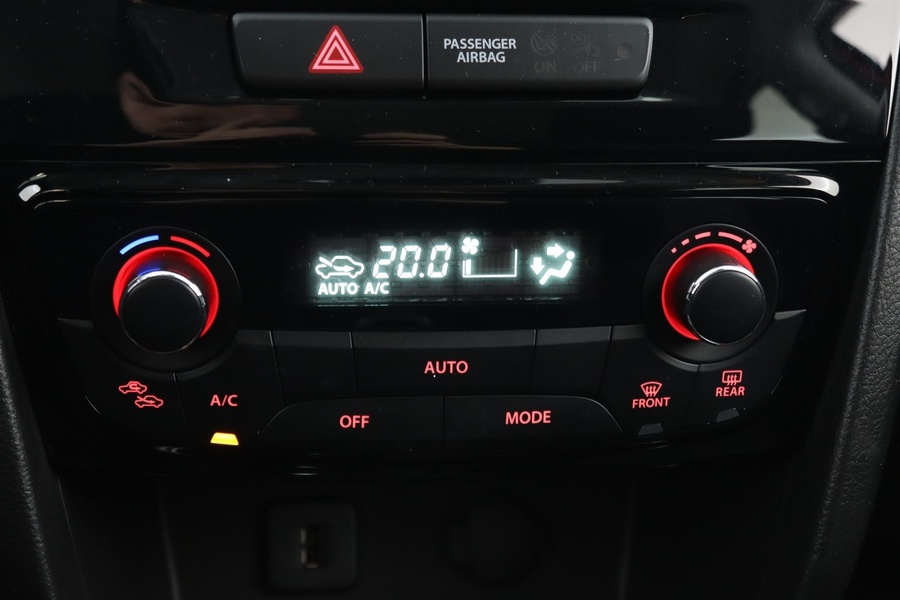 PASSENGER
AIRBAG
ON OFF
20.0
AUTO A/C
AUTO
A/C
OFF
MODE
FRONT
REAR